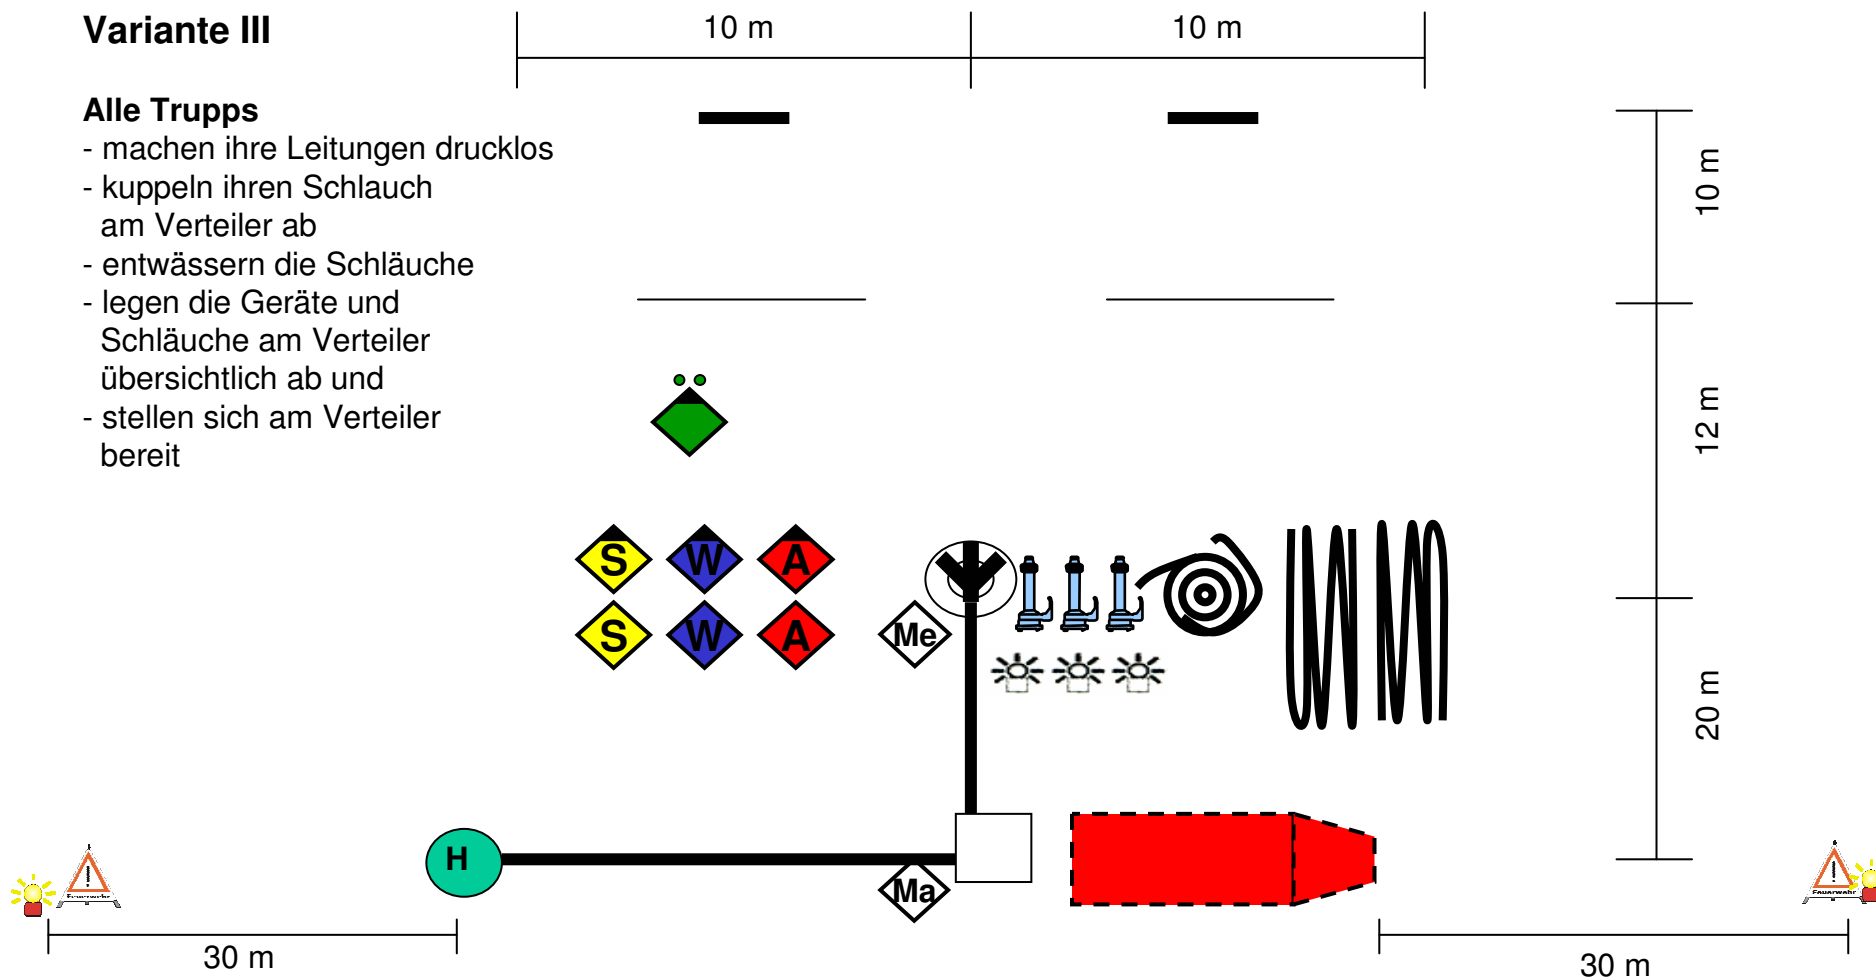 Variante III
10 m
10 m
Alle Trupps
- machen ihre Leitungen drucklos
- kuppeln ihren Schlauch
am Verteiler ab
- entwässern die Schläuche
- legen die Geräte und
Schläuche am Verteiler
übersichtlich ab und
- stellen sich am Verteiler
bereit
10 m
12 m
20 m
S
W
A
S
W
A
Me
H
Ma
!
Feuerwehr
!
Feuerwehr
30 m
30 m